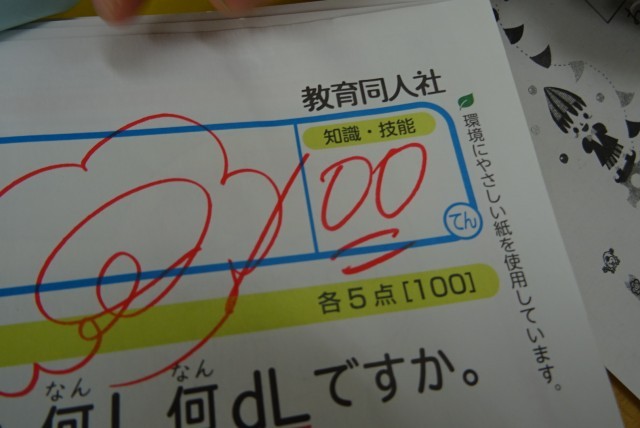 教育同人社
知識・技能
100
てん
環境にやさしい紙を使用しています。
各5点[100]
なん なん
何L何dLですか。